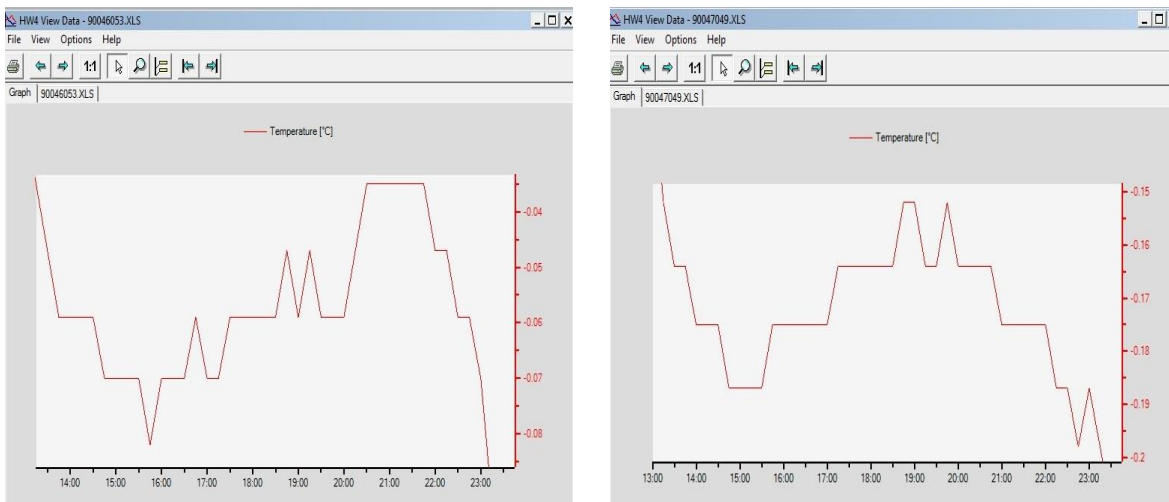 HW4 View Data - 90046053.XLS
File View Options Help
1:1
Graph 90046053.XLS
Temperature [°C]
-0.04
-0.05
-0.06
-0.07
-0.08
14:00 15:00 16:00 17:00 18:00 19:00 20:00 21:00 22:00 23:00
HW4 View Data - 90047049.XLS
File View Options Help
1:1
Graph 90047049.XLS
Temperature [°C]
-0.15
-0.16
-0.17
-0.18
-0.19
-0.2
13:00 14:00 15:00 16:00 17:00 18:00 19:00 20:00 21:00 22:00 23:00